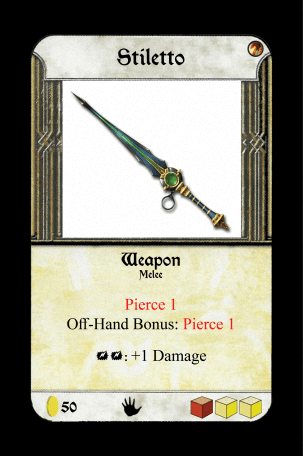 Stiletto
Weapon
Melee
Pierce 1
Off-Hand Bonus: Pierce 1
: +1 Damage
50